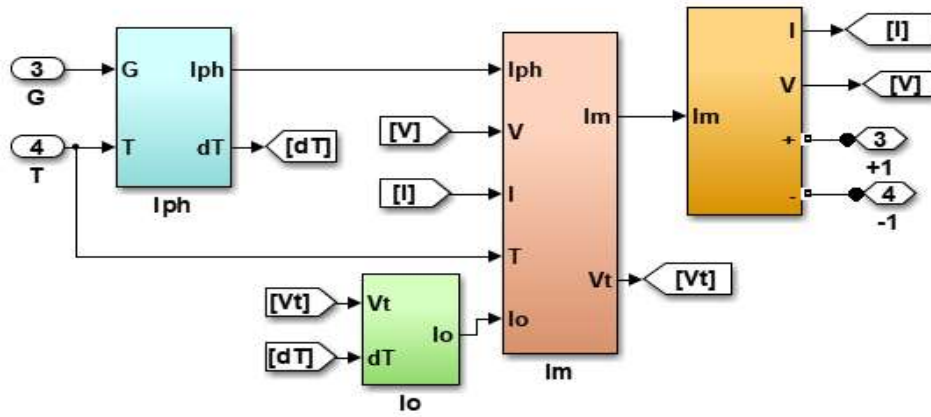 I
[I]
3
G
Iph
Iph
V
[V]
G
[V]
V
Im
Im
+
3
4
T
dT
[dT]
+1
T
[I]
I
-
4
Iph
-1
T
Vt
[Vt]
[Vt]
Vt
Io
Io
[dT]
dT
Im
Io